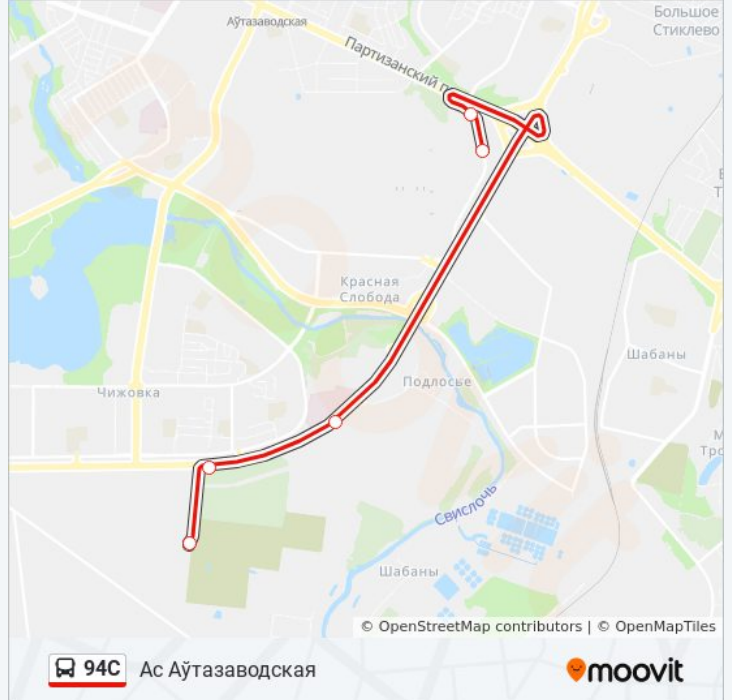 Большое
Стиклево
Аўтазаводская
Партизанский п
Красная
Слобода
Шабаны
Подлосье
Чижовка
Свислочь
Шабаны
© OpenStreetMap contributors | © OpenMapTiles
94С Ас Аўтазаводская
moovit